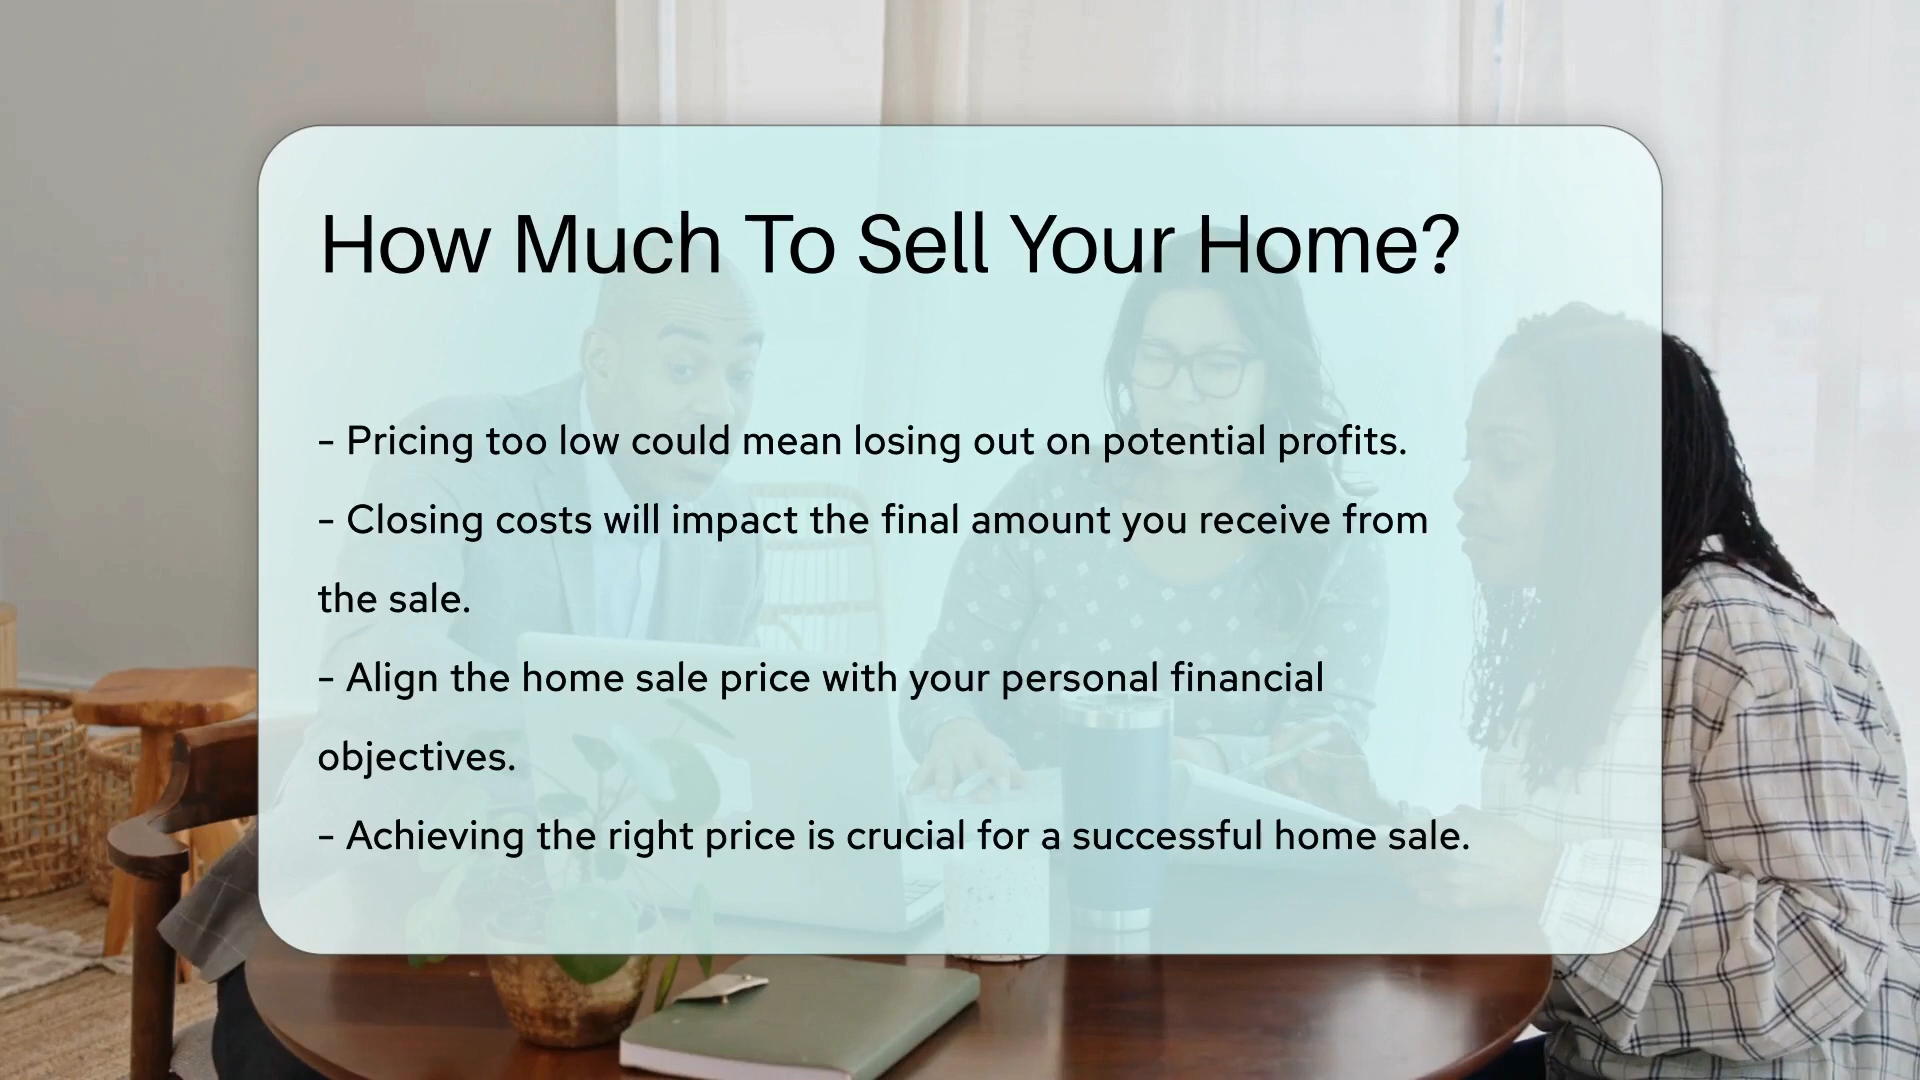 How Much To Sell Your Home?
- Pricing too low could mean losing out on potential profits.
- Closing costs will impact the final amount you receive from
the sale.
- Align the home sale price with your personal financial
objectives.
- Achieving the right price is crucial for a successful home sale.